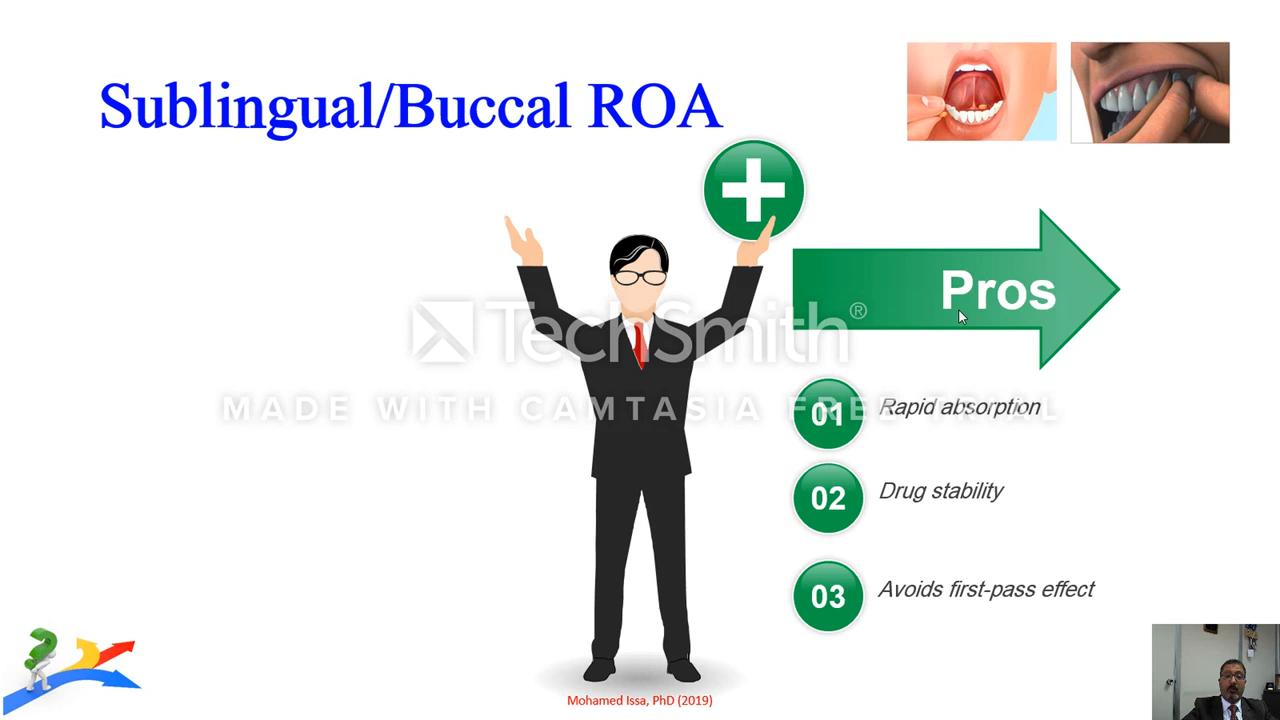 Sublingual/Buccal ROA
Pros
TechSmith®
MADE WITH CAMTASIA FREE TRIAL
01 Rapid absorption
02 Drug stability
03 Avoids first-pass effect
Mohamed Issa, PhD (2019)